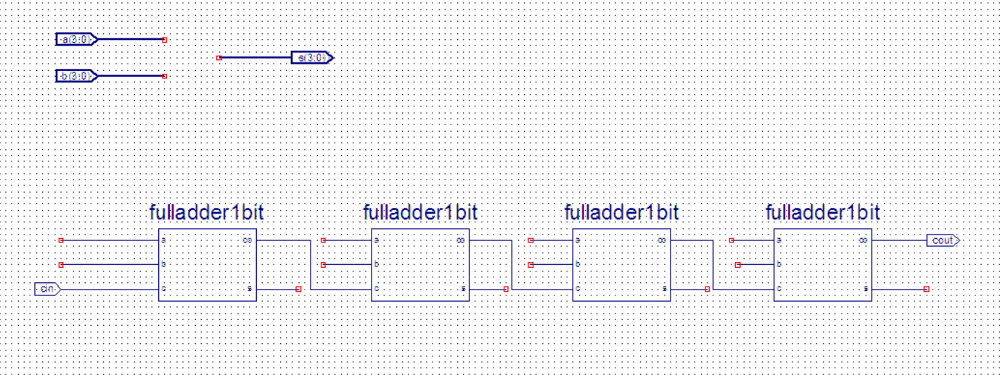 a(3:0)
s(3:0)
b(3:0)
fulladder1bit fulladder1bit fulladder1bit fulladder1bit
a co a co a co a co cout
b b b b
cin c s c s c s c s